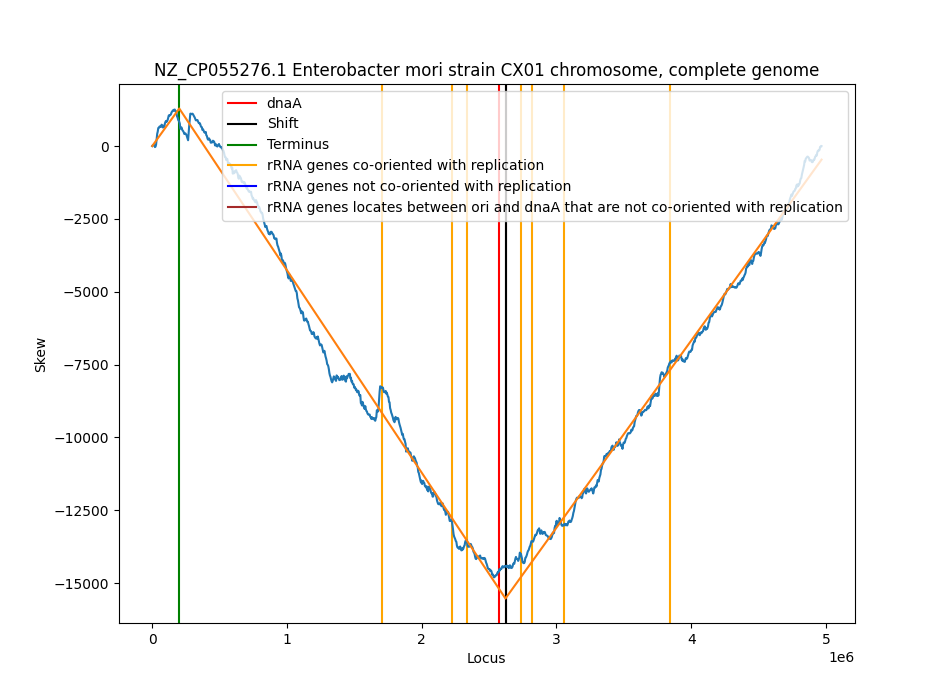 NZ_CP055276.1 Enterobacter mori strain CX01 chromosome, complete genome
dnaA
Shift
Terminus
rRNA genes co-oriented with replication
rRNA genes not co-oriented with replication
rRNA genes locates between ori and dnaA that are not co-oriented with replication
0
−2500
−5000
−7500
−10000
−12500
−15000
Skew
0 1 2 3 4 5
1e6
Locus